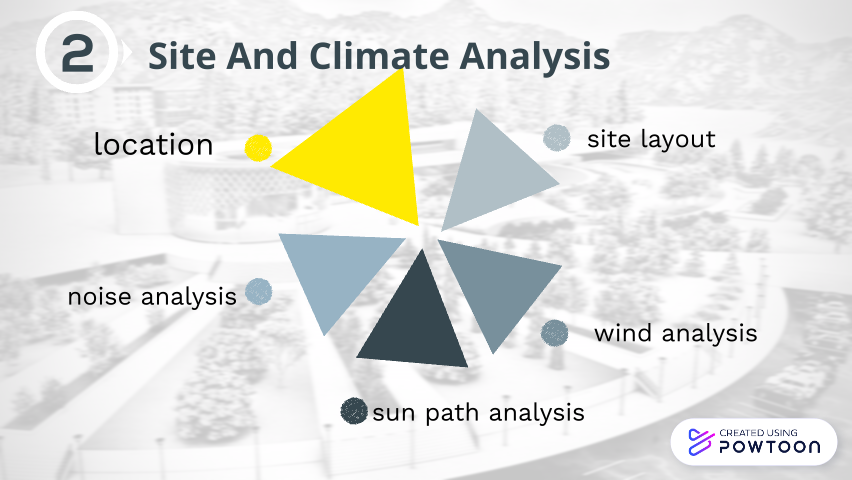 2
Site And Climate Analysis
location
site layout
noise analysis
wind analysis
sun path analysis
CREATED USING
POWTOON